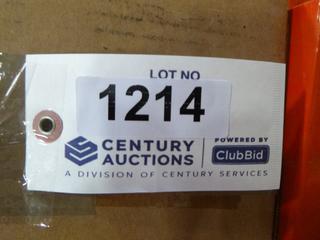 LOT NO
1214
CENTURY
AUCTIONS
POWERED BY
ClubBid
A DIVISION OF CENTURY SERVICES